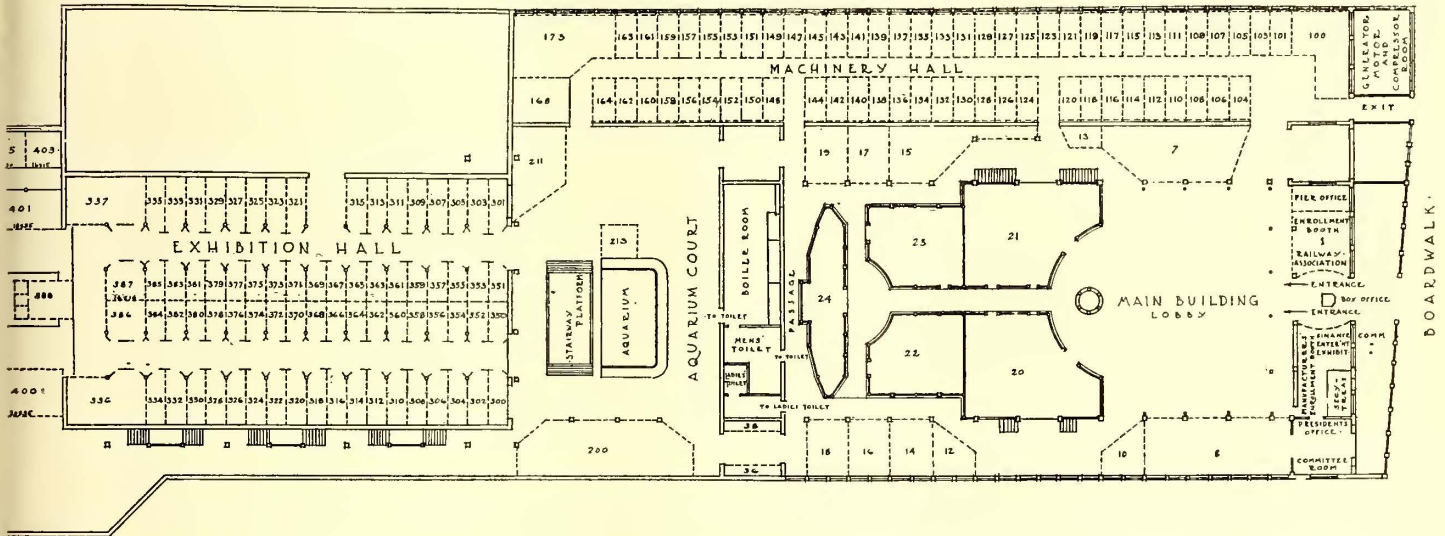 173 163 161 159 157 155 153 151 149 147 145 143 141 139 137 135 133 131 129 127 125 123 121 119 117 115 113 111 109 107 105 103 101 100
GENERATOR
MOTOR
AND
COMPRESSOR
ROOM
MACHINERY HALL
168 164 162 160 158 156 154 152 150 148 144 142 140 138 136 134 132 130 128 126 124 120 118 116 114 112 110 108 106 104
EXIT
403
401
211
19 17 15 13 7
337 335 333 331 329 327 325 323 321 315 313 311 309 307 305 303 301
EXHIBITION HALL
213
387 385 383 381 379 377 375 373 371 369 367 365 363 361 359 357 355 353 351
386 384 382 380 378 376 374 372 370 368 366 364 362 360 358 356 354 352 350
388
400
336 334 332 330 328 326 324 322 320 318 316 314 312 310 308 306 304 302 300
STAIRWAY
PLATFORM
AQUARIUM
AQUARIUM COURT
BOILER ROOM
PASSAGE
24
23 21
22 20
MAIN BUILDING
LOBBY
PIER OFFICE
ENROLLMENT
BOOTH
RAILWAY
ASSOCIATION
ENTRANCE
BOX OFFICE
ENTRANCE
BOARDWALK.
TO TOILET
MENS'
TOILET
TO TOILET
LADIES'
TOILET
TO LADIES TOILET
MANUFACTURERS
ENROLLMENT BOOTH
FINANCE
ENTER'NT
EXHIBIT
COMM.
SECY-
TREAS.
PRESIDENTS
OFFICE.
COMMITTEE
ROOM
200
38
36
18 16 14 12 10 8